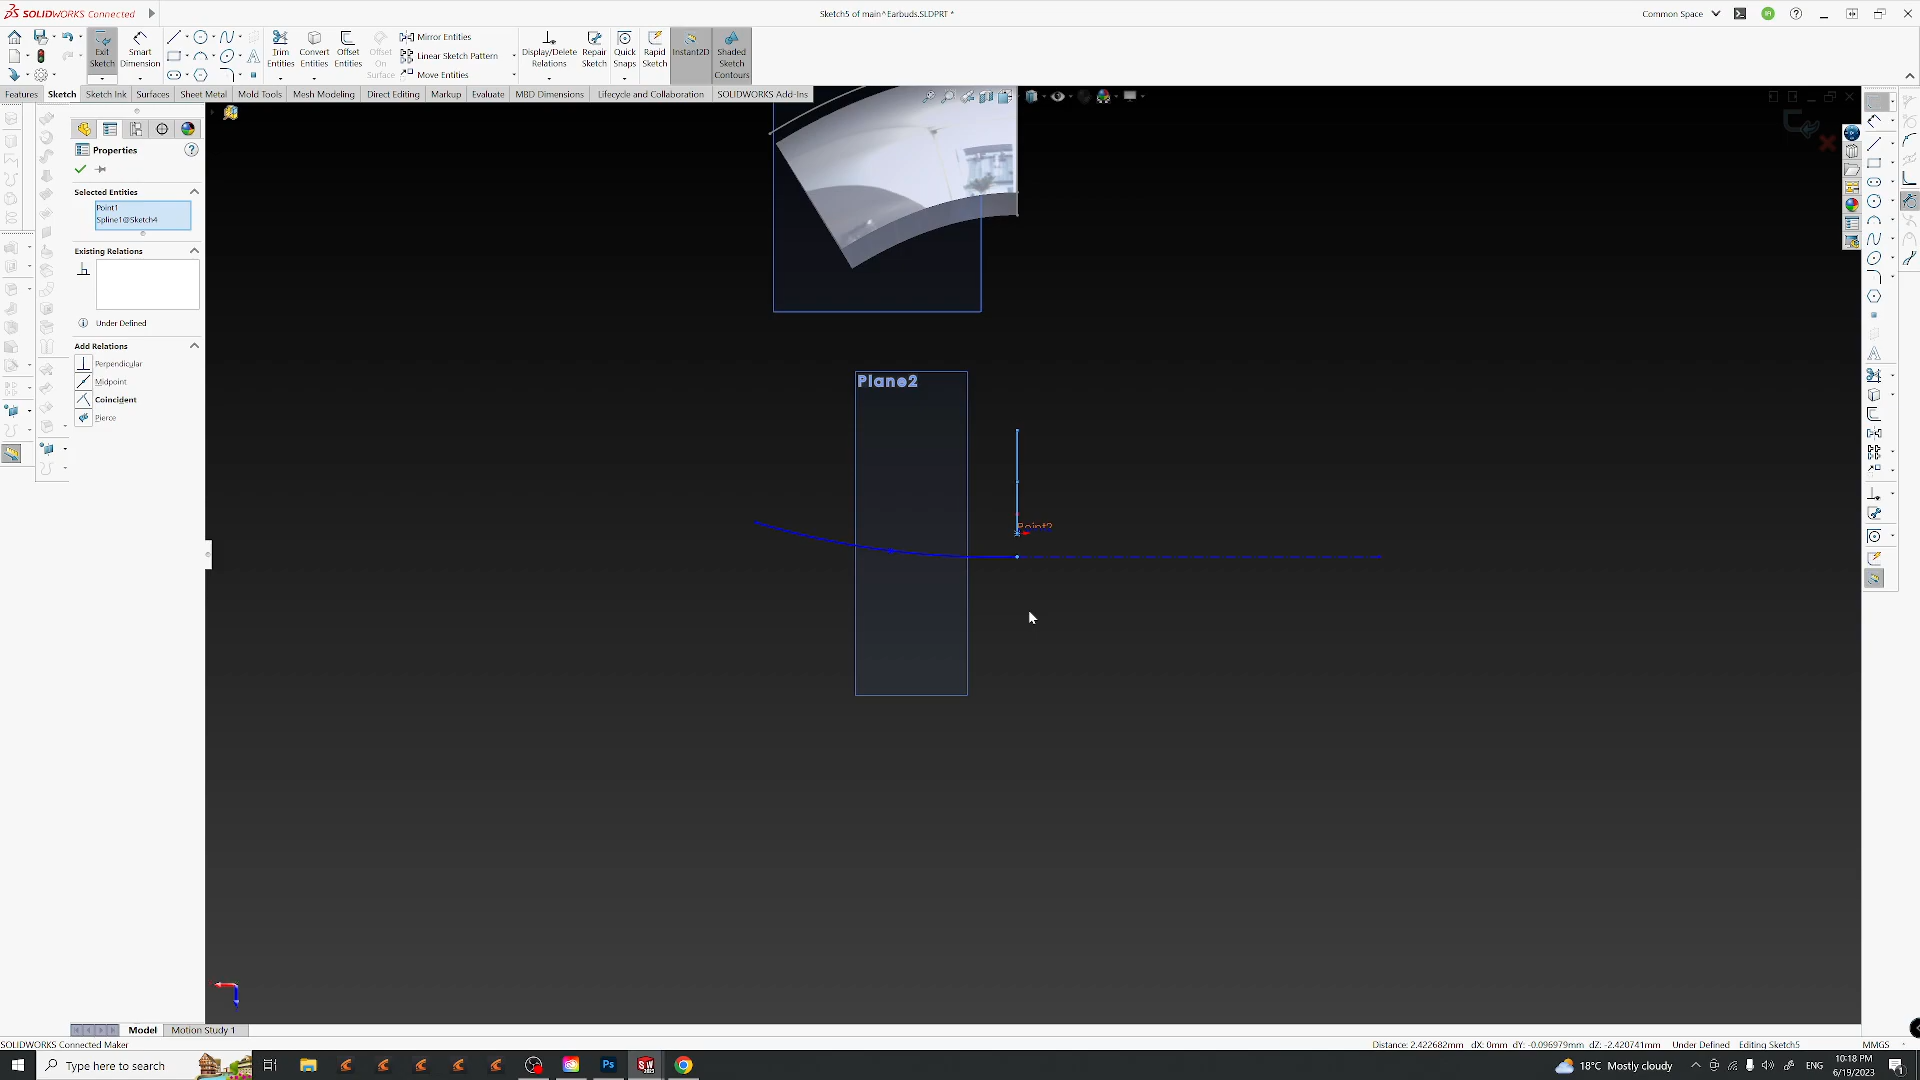 SOLIDWORKS Connected
Sketch5 of main^Earbuds.SLDPRT *
Common Space
Exit Sketch
Smart Dimension
Trim Entities
Convert Entities
Offset Entities
Offset On Surface
Mirror Entities
Linear Sketch Pattern
Move Entities
Display/Delete Relations
Repair Sketch
Quick Snaps
Rapid Sketch
Instant2D
Shaded Sketch Contours
Features
Sketch
Sketch Ink
Surfaces
Sheet Metal
Mold Tools
Mesh Modeling
Direct Editing
Markup
Evaluate
MBD Dimensions
Lifecycle and Collaboration
SOLIDWORKS Add-Ins
Properties
Selected Entities
Point1
Spline1@Sketch4
Existing Relations
Under Defined
Add Relations
Perpendicular
Midpoint
Coincident
Pierce
Plane2
Model
Motion Study 1
SOLIDWORKS Connected Maker
Distance: 2.422682mm dX: 0mm dY: -0.096979mm dZ: -2.420741mm
Under Defined
Editing Sketch5
MMGS
Type here to search
Ps
18°C Mostly cloudy
ENG
10:18 PM
6/19/2023